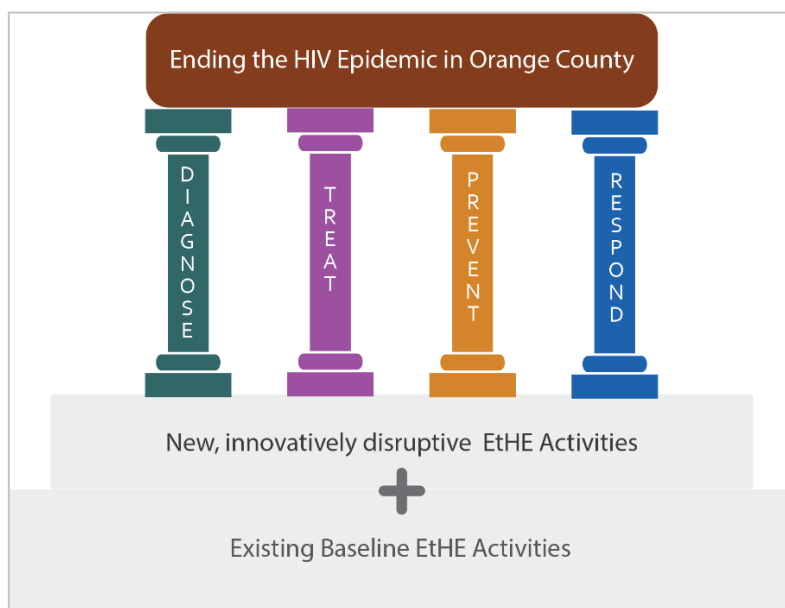 Ending the HIV Epidemic in Orange County
DIAGNOSE
TREAT
PREVENT
RESPOND
New, innovatively disruptive EtHE Activities
+
Existing Baseline EtHE Activities